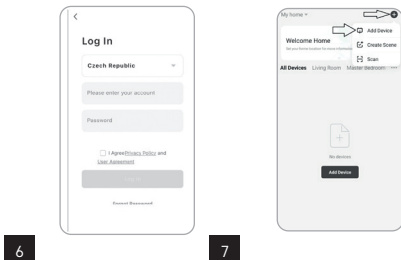 Log In
Czech Republic
Please enter your account
Password
I Agree Privacy Policy and
User Agreement
Log In
Forgot Password
6
My home
Add Device
Create Scene
Scan
Welcome Home
All Devices Living Room Master Bedroom
No devices
Add Device
7